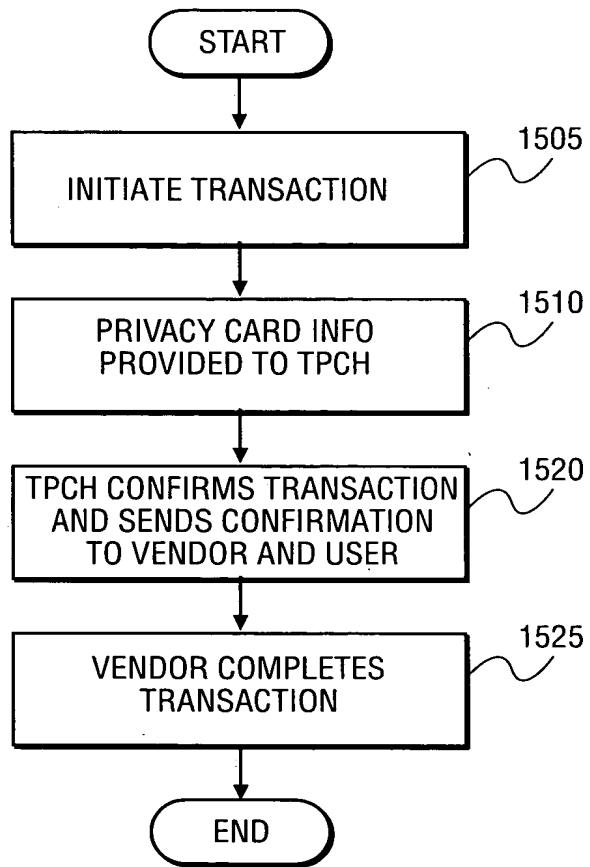 START
1505
INITIATE TRANSACTION
1510
PRIVACY CARD INFO
PROVIDED TO TPCH
1520
TPCH CONFIRMS TRANSACTION
AND SENDS CONFIRMATION
TO VENDOR AND USER
1525
VENDOR COMPLETES
TRANSACTION
END